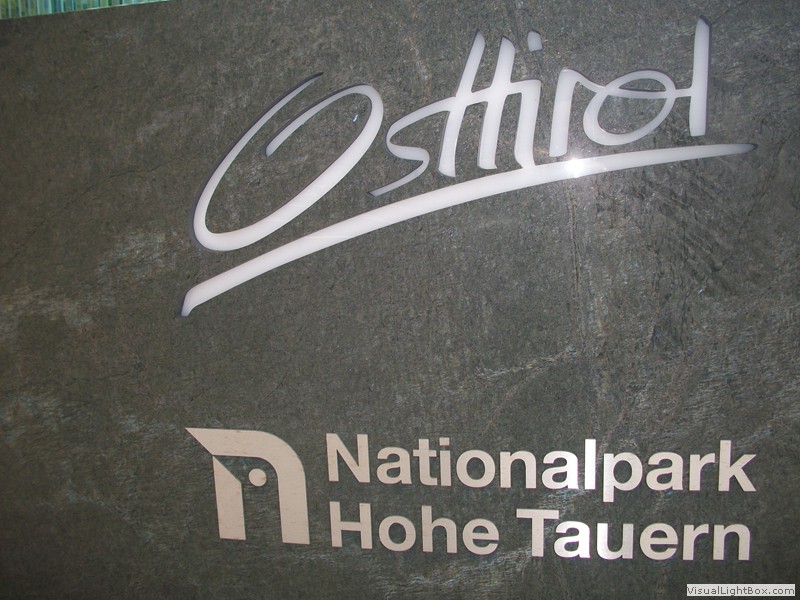 Osttirol
Nationalpark
Hohe Tauern
VisualLightBox.com